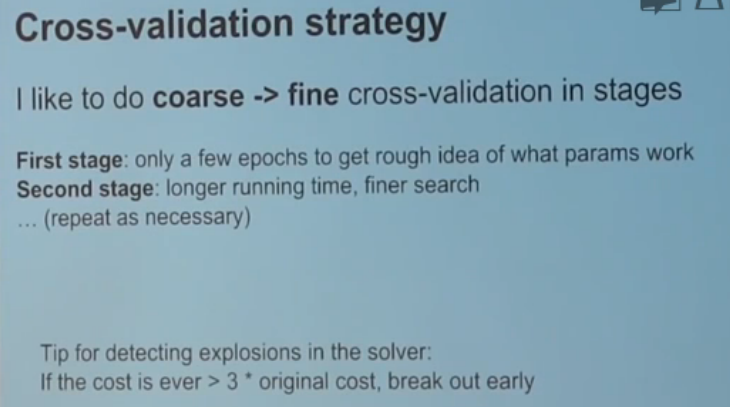 Cross-validation strategy
I like to do coarse -> fine cross-validation in stages
First stage: only a few epochs to get rough idea of what params work
Second stage: longer running time, finer search
... (repeat as necessary)
Tip for detecting explosions in the solver:
If the cost is ever > 3 * original cost, break out early